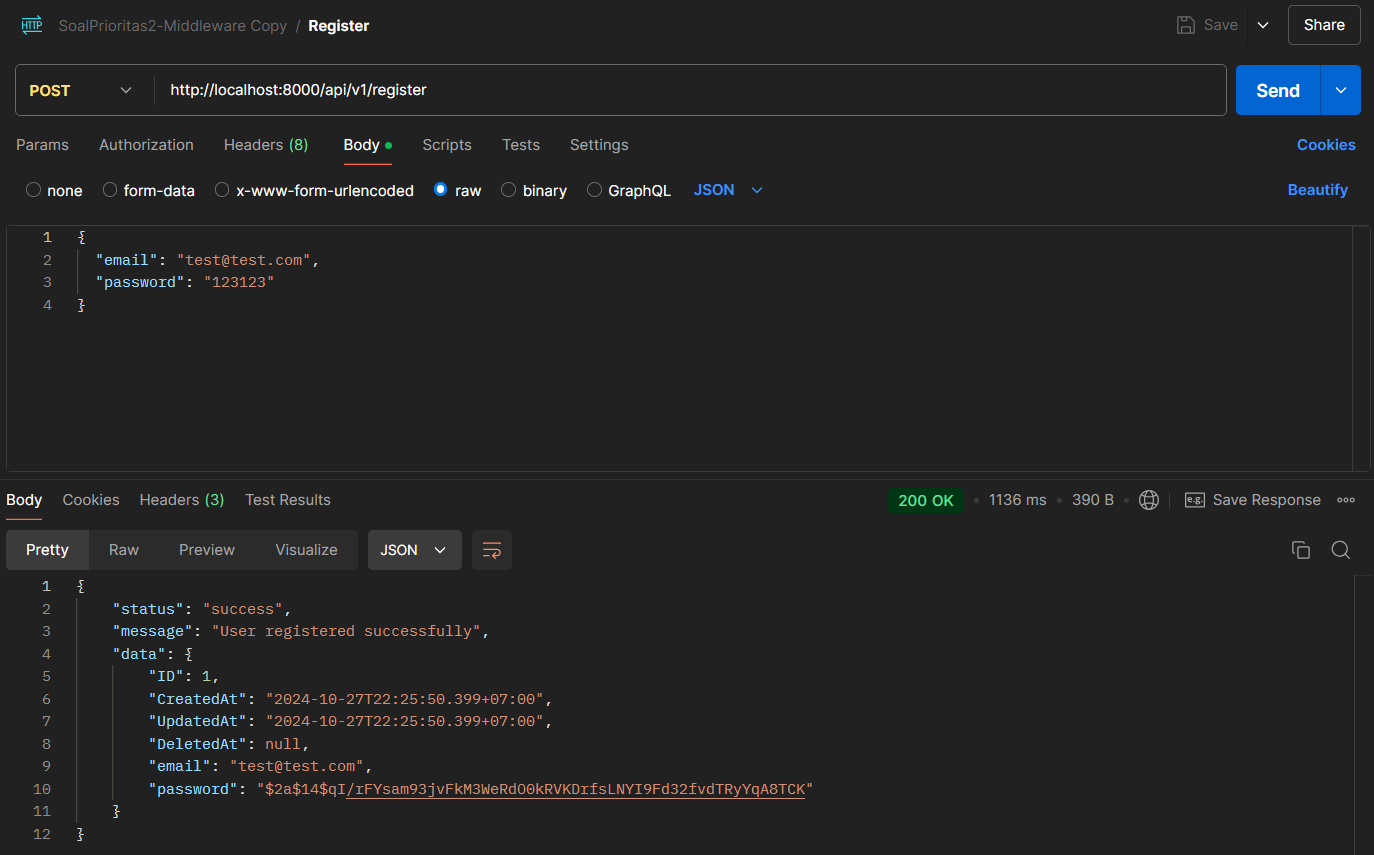 HTTP SoalPrioritas2-Middleware Copy / Register Save Share
POST http://localhost:8000/api/v1/register Send
Params Authorization Headers (8) Body Scripts Tests Settings Cookies
none form-data x-www-form-urlencoded raw binary GraphQL JSON Beautify
1 {
2 "email": "test@test.com",
3 "password": "123123"
4 }
Body Cookies Headers (3) Test Results 200 OK 1136 ms 390 B e.g. Save Response
Pretty Raw Preview Visualize JSON
1 {
2 "status": "success",
3 "message": "User registered successfully",
4 "data": {
5 "ID": 1,
6 "CreatedAt": "2024-10-27T22:25:50.399+07:00",
7 "UpdatedAt": "2024-10-27T22:25:50.399+07:00",
8 "DeletedAt": null,
9 "email": "test@test.com",
10 "password": "$2a$14$qI/rFYsam93jvFkM3WeRdO0kRVKDrfsLNYI9Fd32fvdTRyYqA8TCK"
11 }
12 }